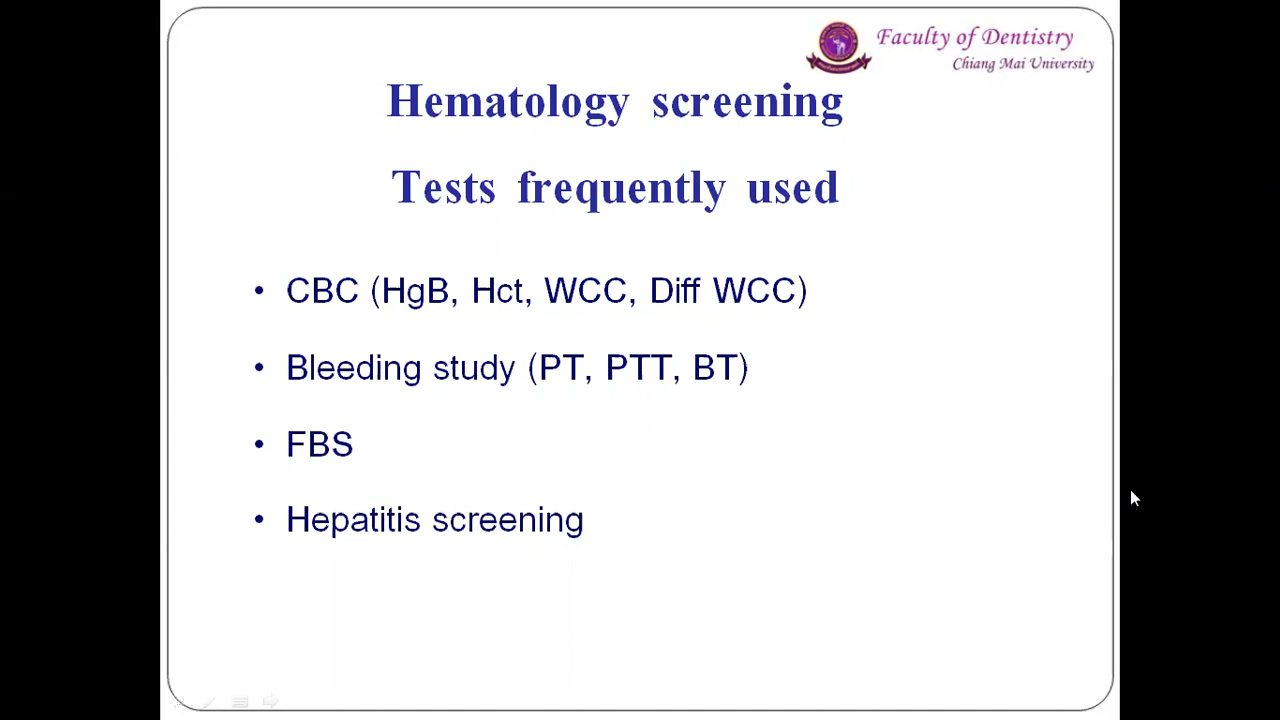 Faculty of Dentistry
Chiang Mai University
Hematology screening
Tests frequently used
• CBC (HgB, Hct, WCC, Diff WCC)
• Bleeding study (PT, PTT, BT)
• FBS
• Hepatitis screening